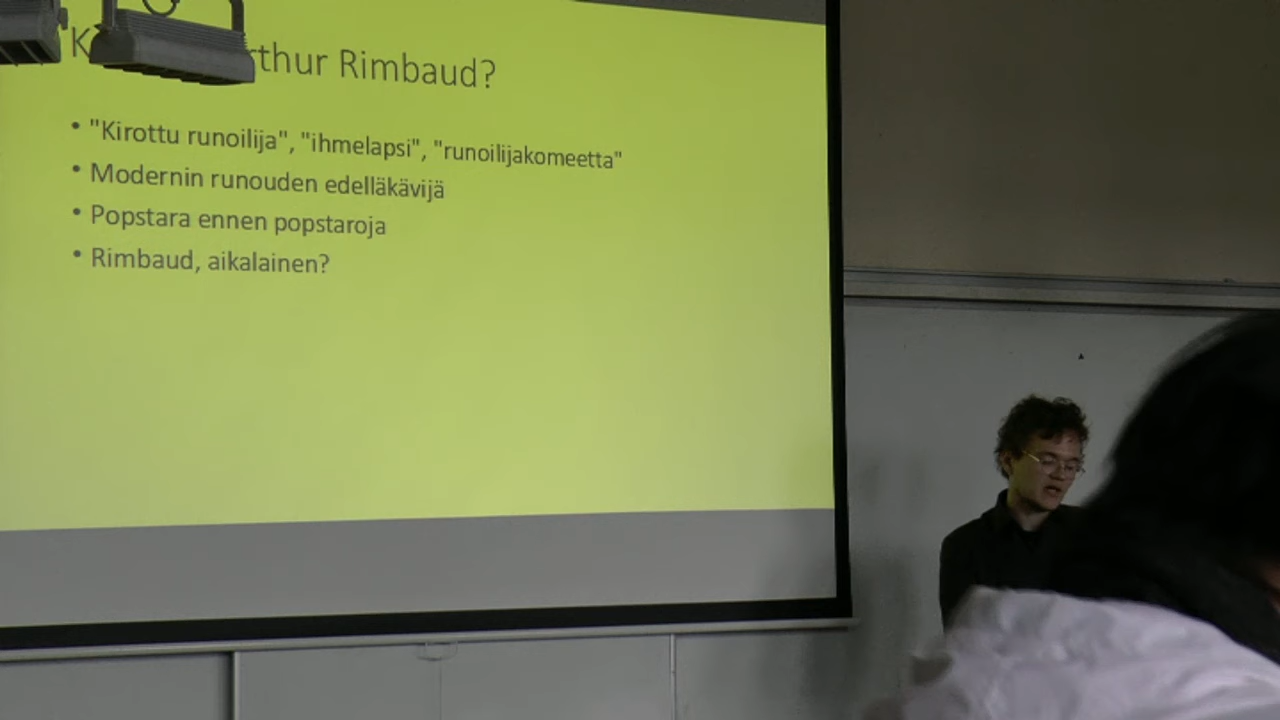 K rthur Rimbaud?
• "Kirottu runoilija", "ihmelapsi", "runoilijakomeetta"
• Modernin runouden edelläkävijä
• Popstara ennen popstaroja
• Rimbaud, aikalainen?